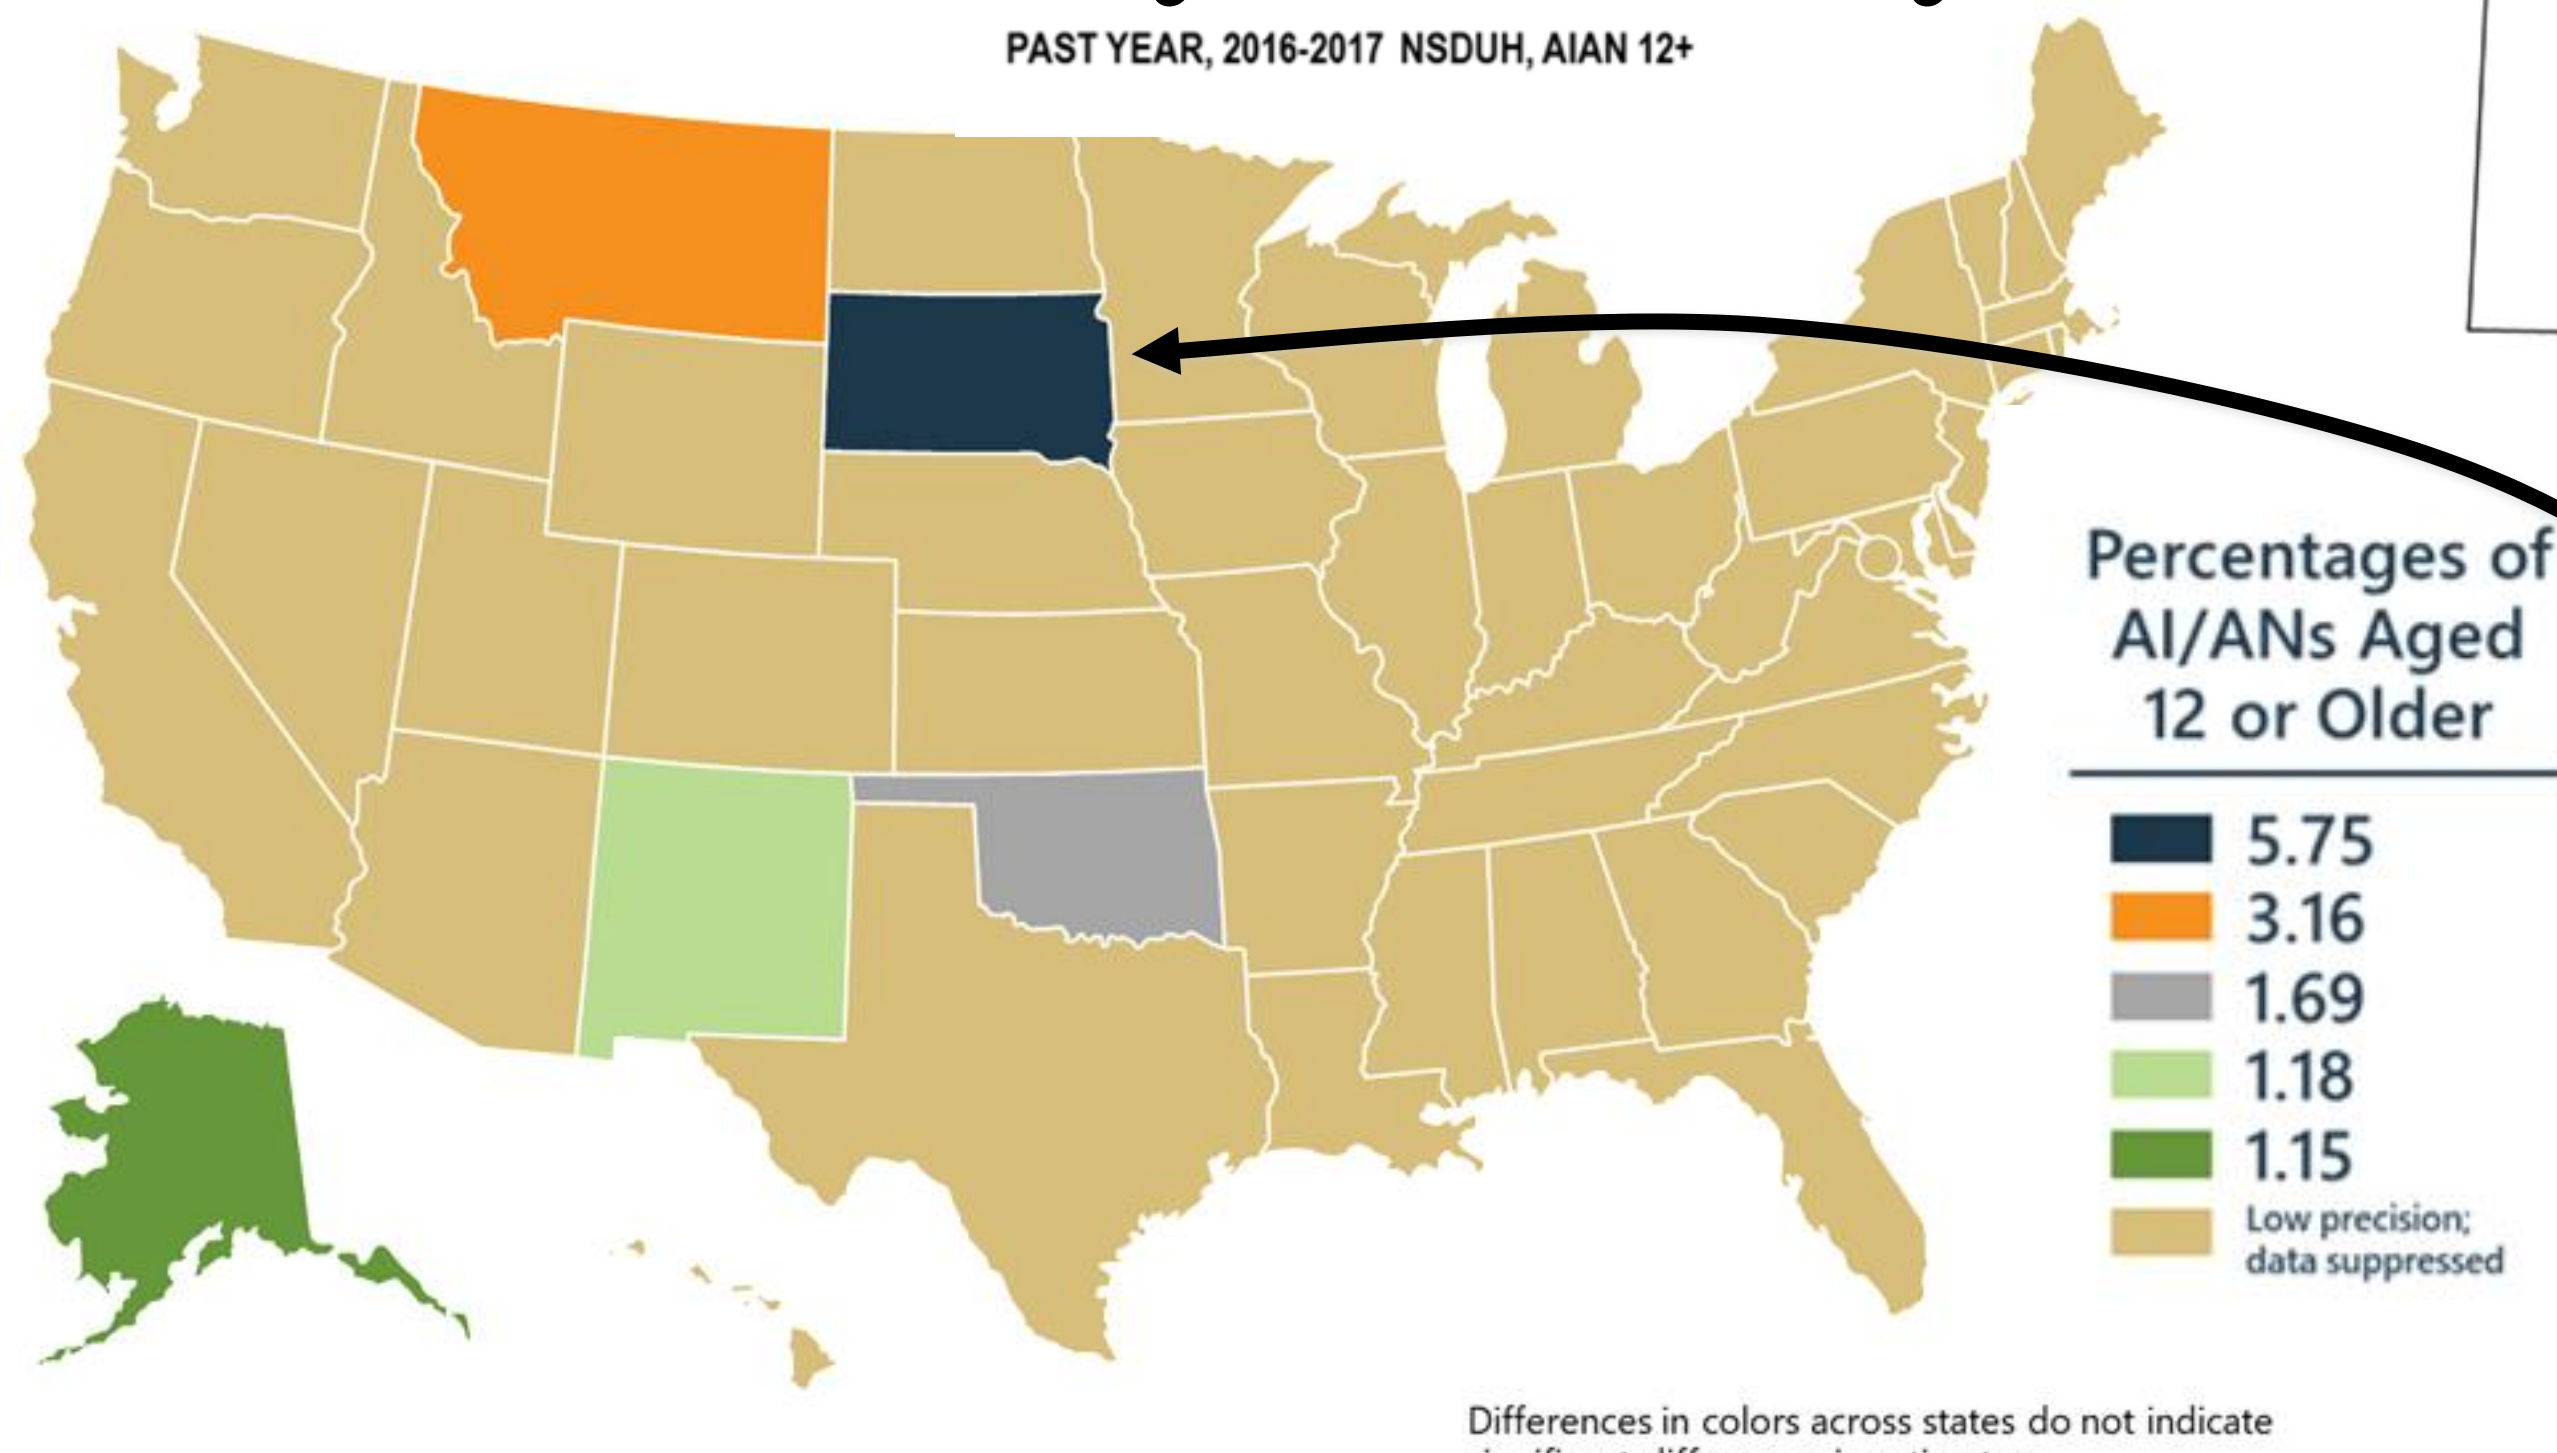 PAST YEAR, 2016-2017 NSDUH, AIAN 12+
Percentages of
AI/ANs Aged
12 or Older
5.75
3.16
1.69
1.18
1.15
Low precision;
data suppressed
Differences in colors across states do not indicate